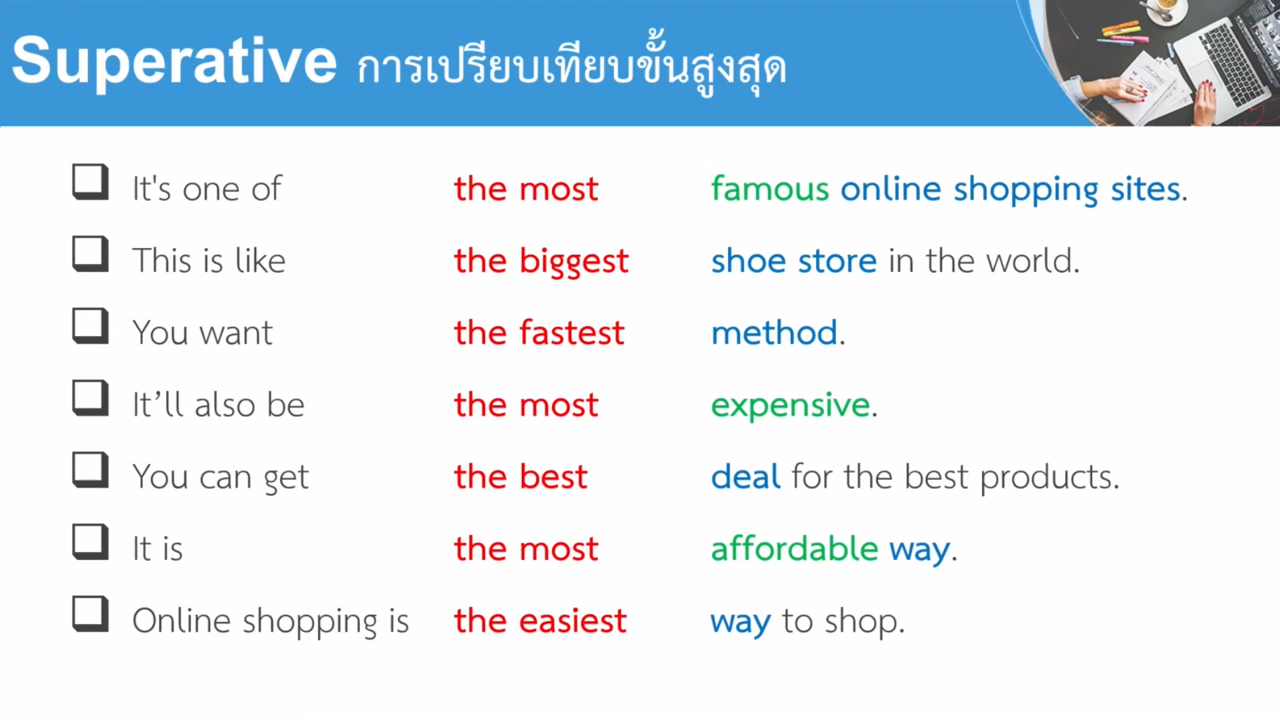 Superative การเปรียบเทียบขั้นสูงสุด
It's one of the most famous online shopping sites.
This is like the biggest shoe store in the world.
You want the fastest method.
It’ll also be the most expensive.
You can get the best deal for the best products.
It is the most affordable way.
Online shopping is the easiest way to shop.